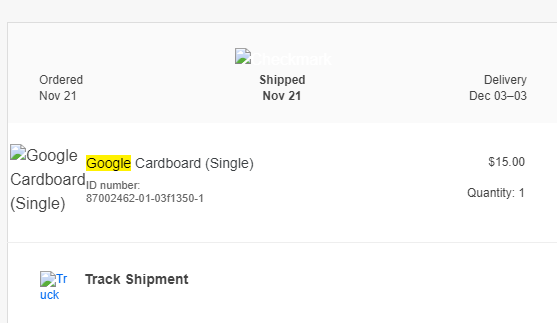 Checkmark
Ordered
Nov 21
Shipped
Nov 21
Delivery
Dec 03–03
Google
Cardboard
(Single)
Google Cardboard (Single)
ID number:
87002462-01-03f1350-1
$15.00
Quantity: 1
Tr
uck
Track Shipment